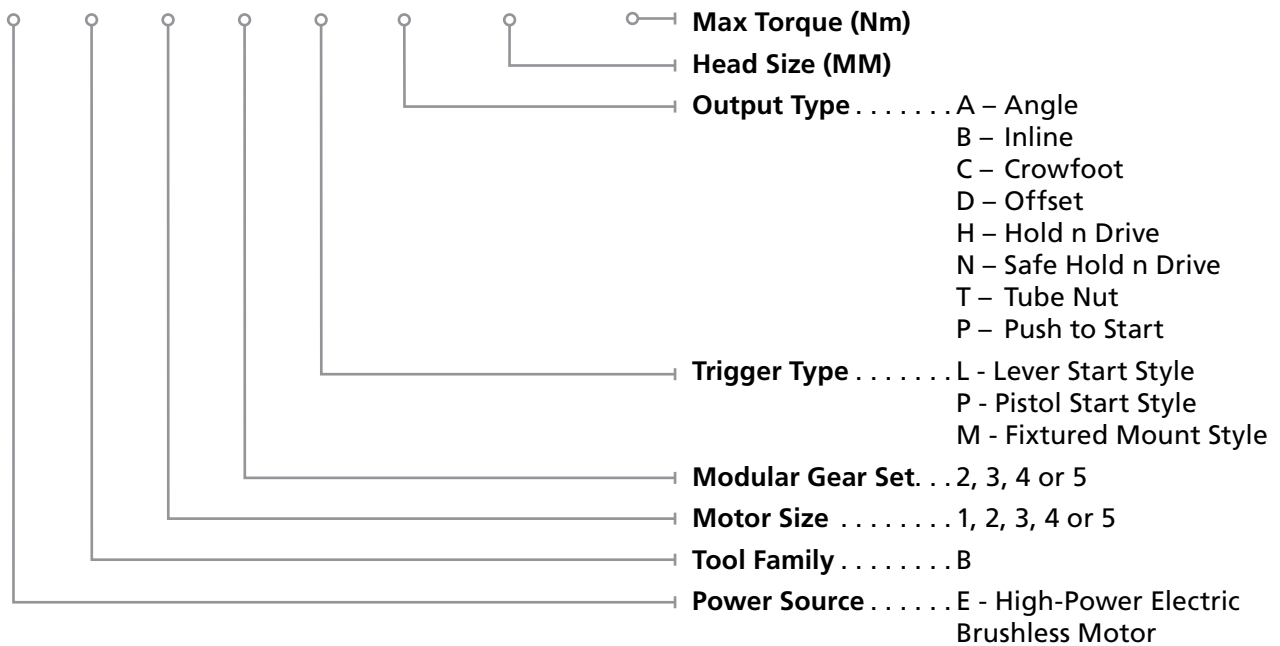 Max Torque (Nm)
Head Size (MM)
Output Type . . . . . . . A – Angle
B – Inline
C – Crowfoot
D – Offset
H – Hold n Drive
N – Safe Hold n Drive
T – Tube Nut
P – Push to Start
Trigger Type . . . . . . . L - Lever Start Style
P - Pistol Start Style
M - Fixtured Mount Style
Modular Gear Set. . . 2, 3, 4 or 5
Motor Size . . . . . . . . 1, 2, 3, 4 or 5
Tool Family . . . . . . . . B
Power Source . . . . . . E - High-Power Electric
Brushless Motor